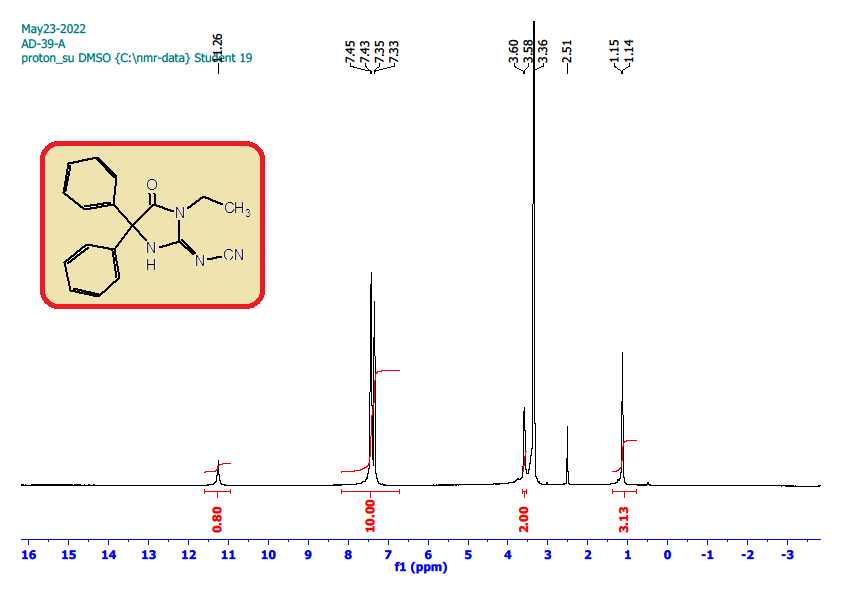 May23-2022
AD-39-A
proton_su DMSO {C:\nmr-data} Student 19
11.26
7.45
7.43
7.35
7.33
3.60
3.58
3.36
2.51
1.15
1.14
O
N
CH3
N
H
N
CN
0.80
10.00
2.00
3.13
16 15 14 13 12 11 10 9 8 7 6 5 4 3 2 1 0 -1 -2 -3
f1 (ppm)